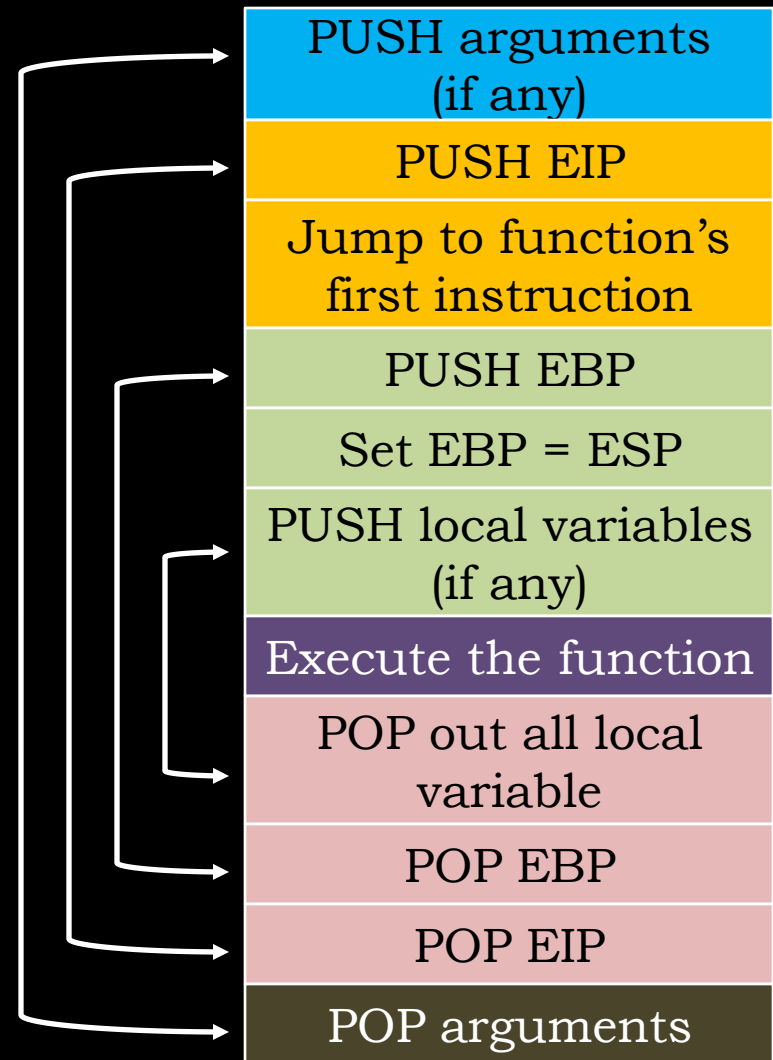 PUSH arguments
(if any)
PUSH EIP
Jump to function’s
first instruction
PUSH EBP
Set EBP = ESP
PUSH local variables
(if any)
Execute the function
POP out all local
variable
POP EBP
POP EIP
POP arguments